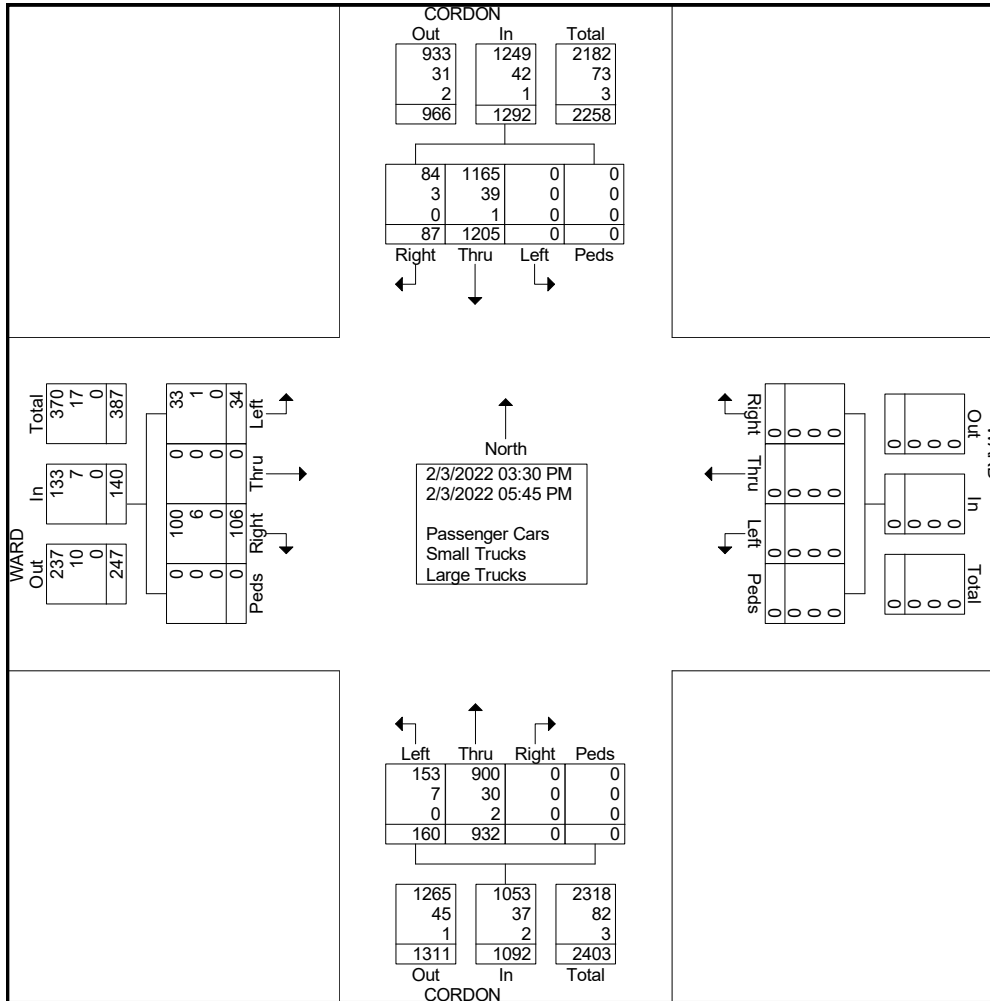 CORDON
Out In Total
933 1249 2182
31 42 73
2 1 3
966 1292 2258
84 1165 0 0
3 39 0 0
0 1 0 0
87 1205 0 0
Right Thru Left Peds
WARD
Total In Out
370 133 237
17 7 10
0 0 0
387 140 247
33 0 100 0
1 0 6 0
0 0 0 0
34 0 106 0
Left Thru Right Peds
North
2/3/2022 03:30 PM
2/3/2022 05:45 PM
Passenger Cars
Small Trucks
Large Trucks
Right Thru Left Peds
0 0 0 0
0 0 0 0
0 0 0 0
0 0 0 0
Out In Total
0 0 0
0 0 0
0 0 0
0 0 0
Left Thru Right Peds
153 900 0 0
7 30 0 0
0 2 0 0
160 932 0 0
1265 1053 2318
45 37 82
1 2 3
1311 1092 2403
Out In Total
CORDON